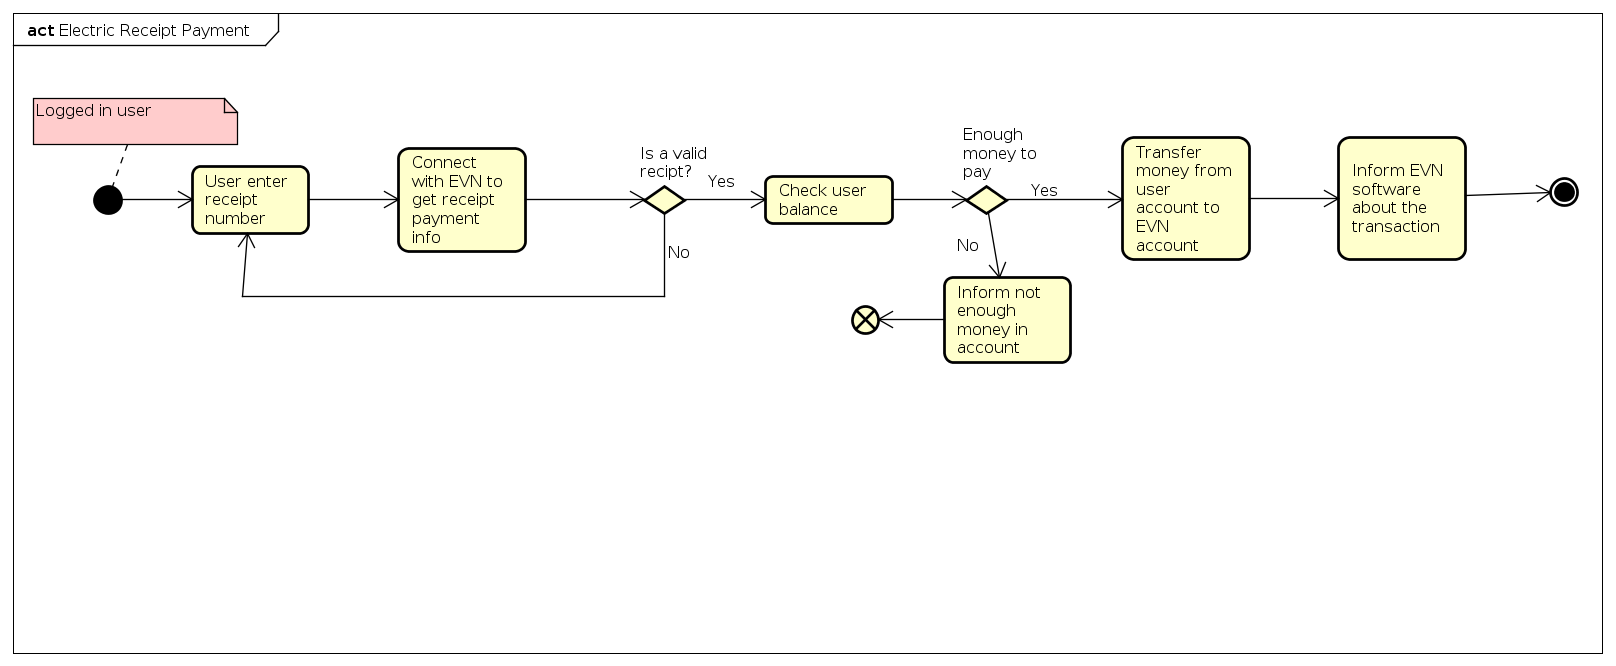 act Electric Receipt Payment
Logged in user
User enter
receipt
number
Connect
with EVN to
get receipt
payment
info
Is a valid
recipt?
Yes
No
Check user
balance
Enough
money to
pay
Yes
No
Inform not
enough
money in
account
Transfer
money from
user
account to
EVN
account
Inform EVN
software
about the
transaction